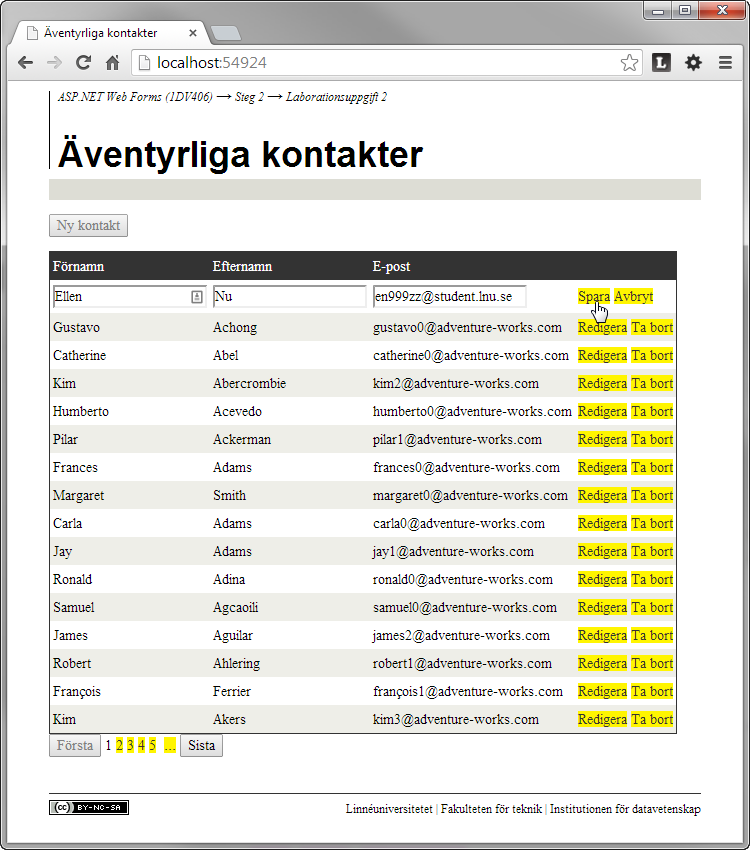 Äventyrliga kontakter
localhost:54924
ASP.NET Web Forms (1DV406) → Steg 2 → Laborationsuppgift 2
Äventyrliga kontakter
Ny kontakt
Förnamn Efternamn E-post
Ellen Nu en999zz@student.lnu.se Spara Avbryt
Gustavo Achong gustavo0@adventure-works.com Redigera Ta bort
Catherine Abel catherine0@adventure-works.com Redigera Ta bort
Kim Abercrombie kim2@adventure-works.com Redigera Ta bort
Humberto Acevedo humberto0@adventure-works.com Redigera Ta bort
Pilar Ackerman pilar1@adventure-works.com Redigera Ta bort
Frances Adams frances0@adventure-works.com Redigera Ta bort
Margaret Smith margaret0@adventure-works.com Redigera Ta bort
Carla Adams carla0@adventure-works.com Redigera Ta bort
Jay Adams jay1@adventure-works.com Redigera Ta bort
Ronald Adina ronald0@adventure-works.com Redigera Ta bort
Samuel Agcaoili samuel0@adventure-works.com Redigera Ta bort
James Aguilar james2@adventure-works.com Redigera Ta bort
Robert Ahlering robert1@adventure-works.com Redigera Ta bort
François Ferrier françois1@adventure-works.com Redigera Ta bort
Kim Akers kim3@adventure-works.com Redigera Ta bort
Första 1 2 3 4 5 ... Sista
(cc) BY-NC-SA Linnéuniversitetet | Fakulteten för teknik | Institutionen för datavetenskap